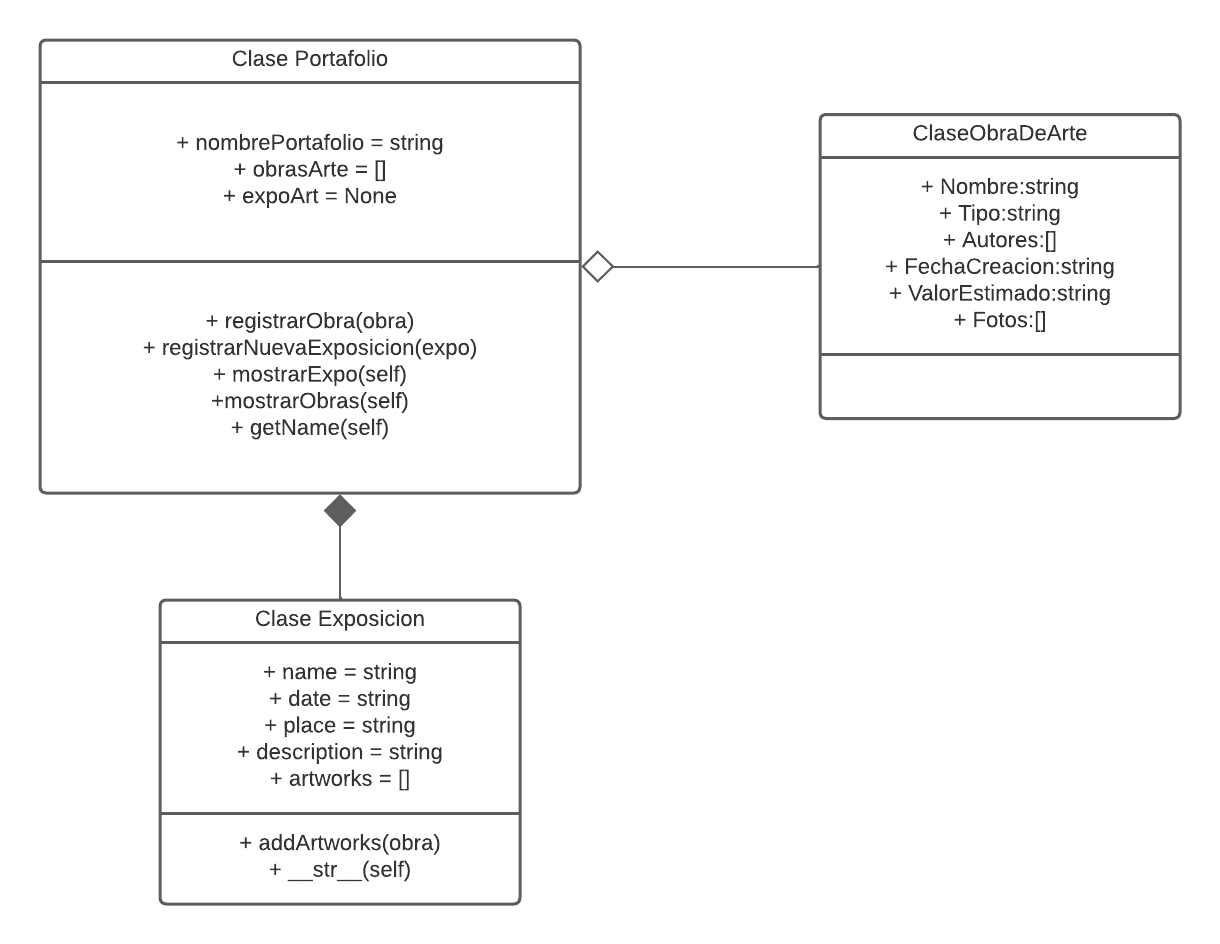 Clase Portafolio
+ nombrePortafolio = string
+ obrasArte = []
+ expoArt = None
+ registrarObra(obra)
+ registrarNuevaExposicion(expo)
+ mostrarExpo(self)
+mostrarObras(self)
+ getName(self)
ClaseObraDeArte
+ Nombre:string
+ Tipo:string
+ Autores:[]
+ FechaCreacion:string
+ ValorEstimado:string
+ Fotos:[]
Clase Exposicion
+ name = string
+ date = string
+ place = string
+ description = string
+ artworks = []
+ addArtworks(obra)
+ __str__(self)